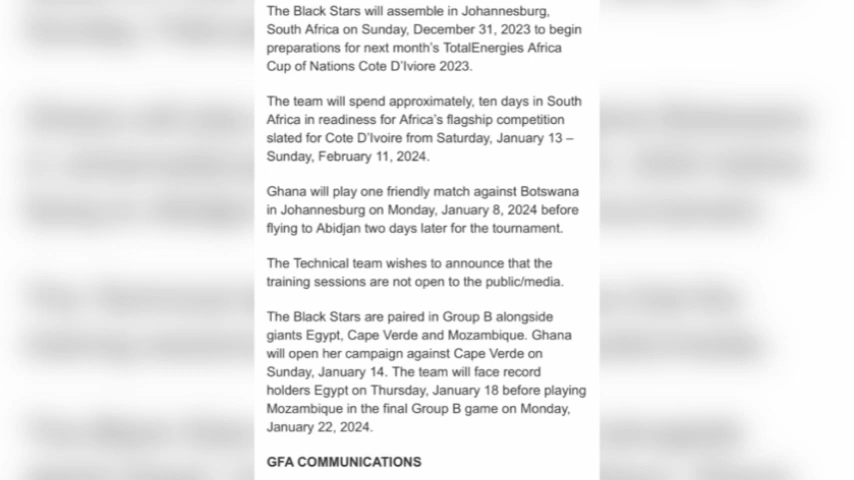 The Black Stars will assemble in Johannesburg,
South Africa on Sunday, December 31, 2023 to begin
preparations for next month's TotalEnergies Africa
Cup of Nations Cote D'Iviore 2023.
The team will spend approximately, ten days in South
Africa in readiness for Africa's flagship competition
slated for Cote D'Ivoire from Saturday, January 13 –
Sunday, February 11, 2024.
Ghana will play one friendly match against Botswana
in Johannesburg on Monday, January 8, 2024 before
flying to Abidjan two days later for the tournament.
The Technical team wishes to announce that the
training sessions are not open to the public/media.
The Black Stars are paired in Group B alongside
giants Egypt, Cape Verde and Mozambique. Ghana
will open her campaign against Cape Verde on
Sunday, January 14. The team will face record
holders Egypt on Thursday, January 18 before playing
Mozambique in the final Group B game on Monday,
January 22, 2024.
GFA COMMUNICATIONS